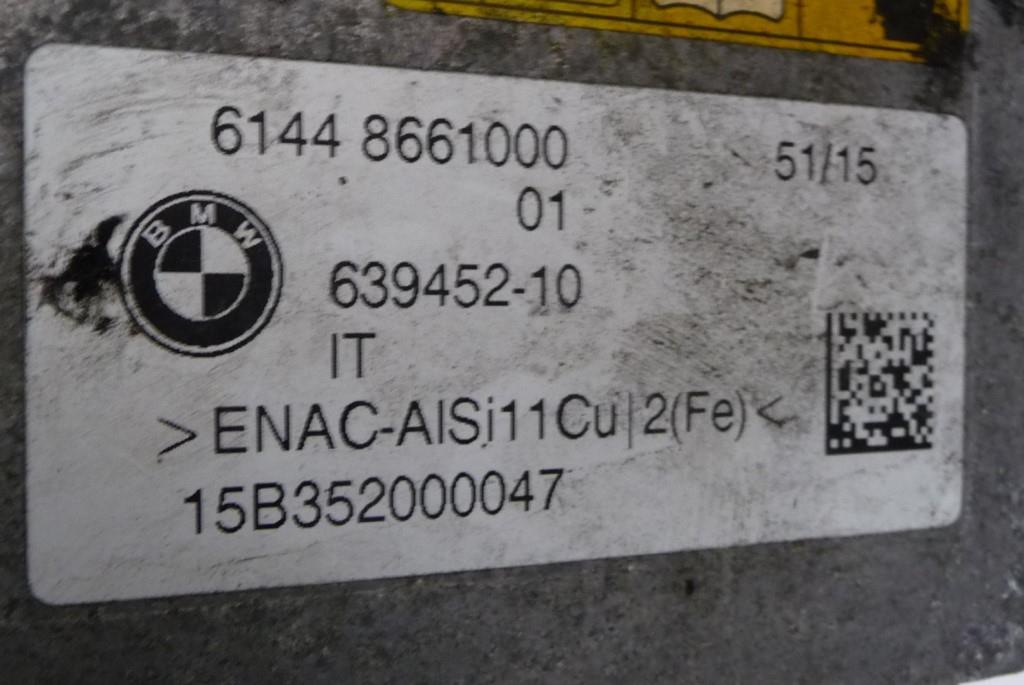 6144 8661000
51/15
01
BMW
639452-10
IT
>ENAC-AlSi11Cu|2(Fe)<
15B352000047